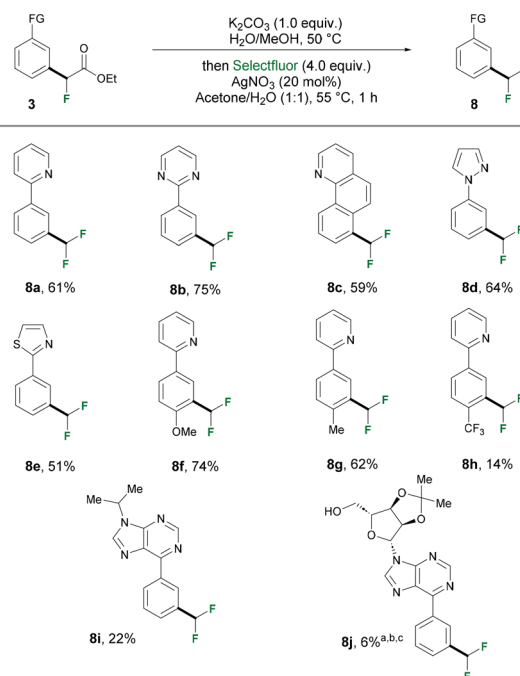 FG
O
OEt
F
3
K2CO3 (1.0 equiv.)
H2O/MeOH, 50 °C
then Selectfluor (4.0 equiv.)
AgNO3 (20 mol%)
Acetone/H2O (1:1), 55 °C, 1 h
FG
F
8
N
F
F
8a, 61%
N N
F
F
8b, 75%
N
F
F
8c, 59%
N
N
F
F
8d, 64%
S N
F
F
8e, 51%
N
F
F
OMe
8f, 74%
N
F
F
Me
8g, 62%
N
F
F
CF3
8h, 14%
Me Me
N N
N N
F
F
8i, 22%
Me
O Me
HO
O
O
N N
N N
F
F
8j, 6%a,b,c